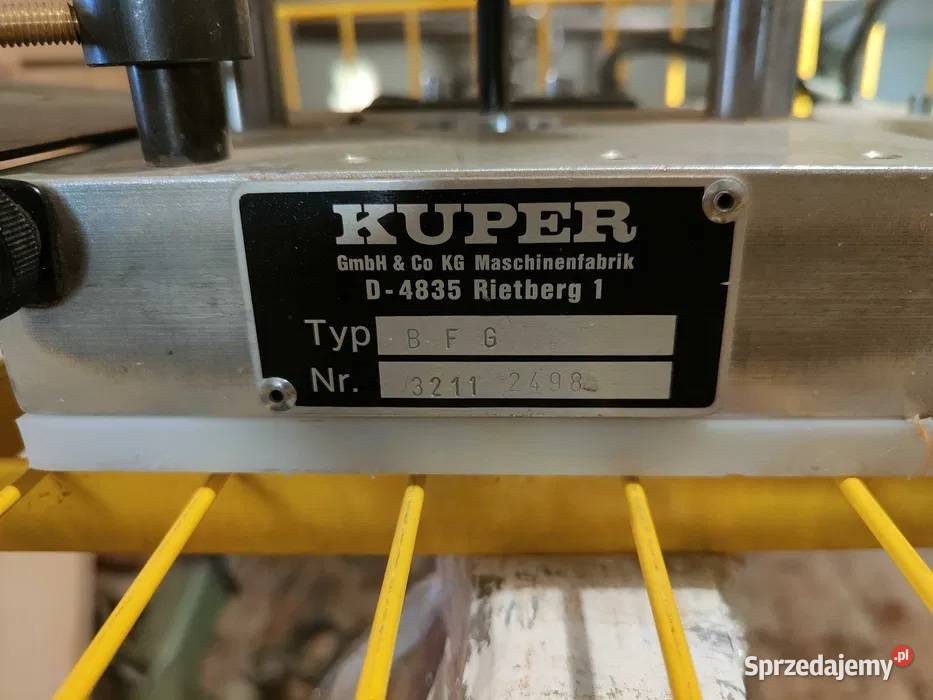 KUPER
GmbH & Co KG Maschinenfabrik
D-4835 Rietberg 1
Typ B F G
Nr. 3211 2498
Sprzedajemy.pl